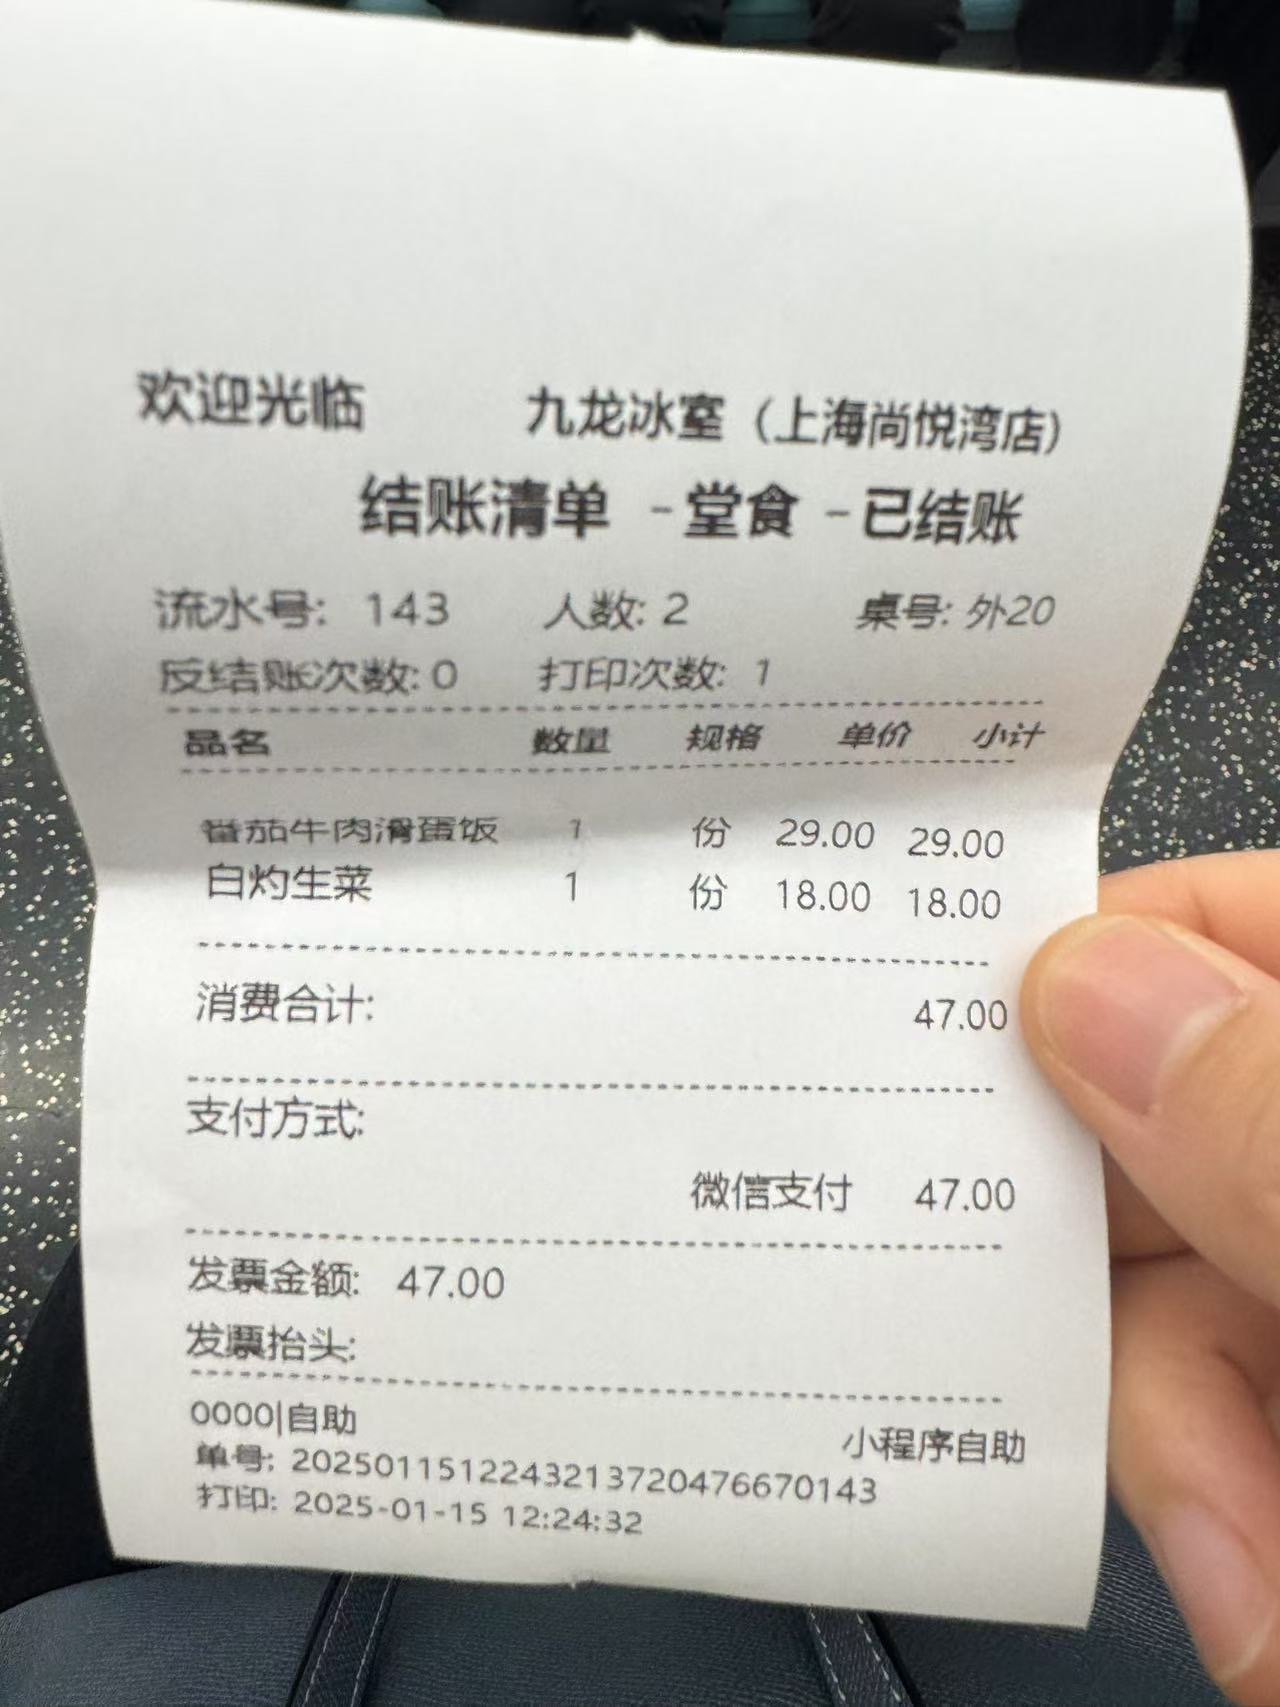 欢迎光临 九龙冰室（上海尚悦湾店）
结账清单 - 堂食 - 已结账
流水号: 143 人数: 2 桌号: 外20
反结账次数: 0 打印次数: 1
品名 数量 规格 单价 小计
番茄牛肉滑蛋饭 1 份 29.00 29.00
白灼生菜 1 份 18.00 18.00
消费合计: 47.00
支付方式:
微信支付 47.00
发票金额: 47.00
发票抬头:
0000|自助 小程序自助
单号: 202501151224321372047667​0143
打印: 2025-01-15 12:24:32